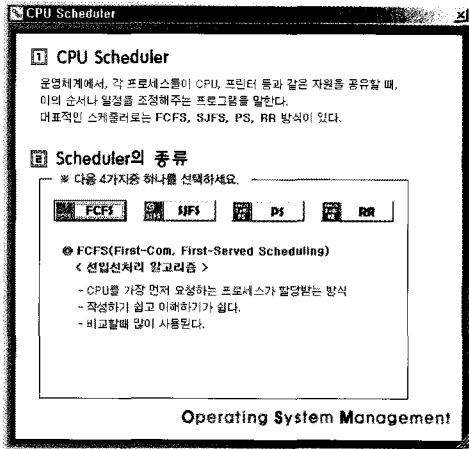 CPU Scheduler
1 CPU Scheduler
운영체계에서, 각 프로세스들이 CPU, 프린터 등과 같은 자원을 공유할 때,
이의 순서나 일정을 조정해주는 프로그램을 말한다.
대표적인 스케줄러로는 FCFS, SJFS, PS, RR 방식이 있다.
2 Scheduler의 종류
※ 다음 4가지중 하나를 선택하세요.
FCFS SJFS PS RR
◎ FCFS(First-Com, First-Served Scheduling)
< 선입선처리 알고리즘 >
- CPU를 가장 먼저 요청하는 프로세스가 할당받는 방식
- 작성하기 쉽고 이해하기가 쉽다.
- 비교할때 많이 사용된다.
Operating System Management